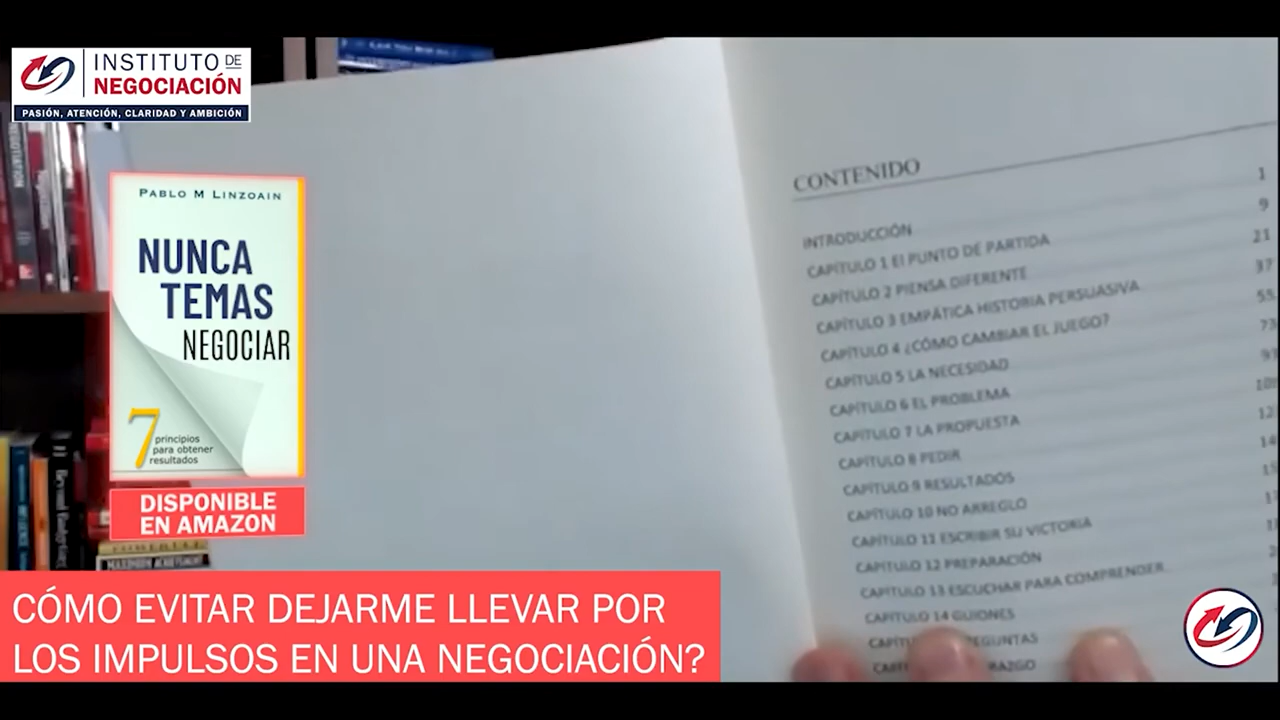 INSTITUTO DE
NEGOCIACIÓN
PASIÓN, ATENCIÓN, CLARIDAD Y AMBICIÓN
NEGOTIATION
PABLO M LINZOAIN
NUNCA
TEMAS
NEGOCIAR
7 principios
para obtener
resultados
DISPONIBLE
EN AMAZON
CONTENIDO
INTRODUCCIÓN 1
CAPÍTULO 1 El PUNTO DE PARTIDA 9
CAPÍTULO 2 PIENSA DIFERENTE 21
CAPÍTULO 3 EMPÁTICA HISTORIA PERSUASIVA 37
CAPÍTULO 4 ¿CÓMO CAMBIAR EL JUEGO? 55
CAPÍTULO 5 LA NECESIDAD 73
CAPÍTULO 6 EL PROBLEMA
CAPÍTULO 7 LA PROPUESTA
CAPÍTULO 8 PEDIR
CAPÍTULO 9 RESULTADOS
CAPÍTULO 10 NO ARREGLO
CAPÍTULO 11 ESCRIBIR SU VICTORIA
CAPÍTULO 12 PREPARACIÓN
CAPÍTULO 13 ESCUCHAR PARA COMPRENDER
CAPÍTULO 14 GUIONES
CÓMO EVITAR DEJARME LLEVAR POR
LOS IMPULSOS EN UNA NEGOCIACIÓN?